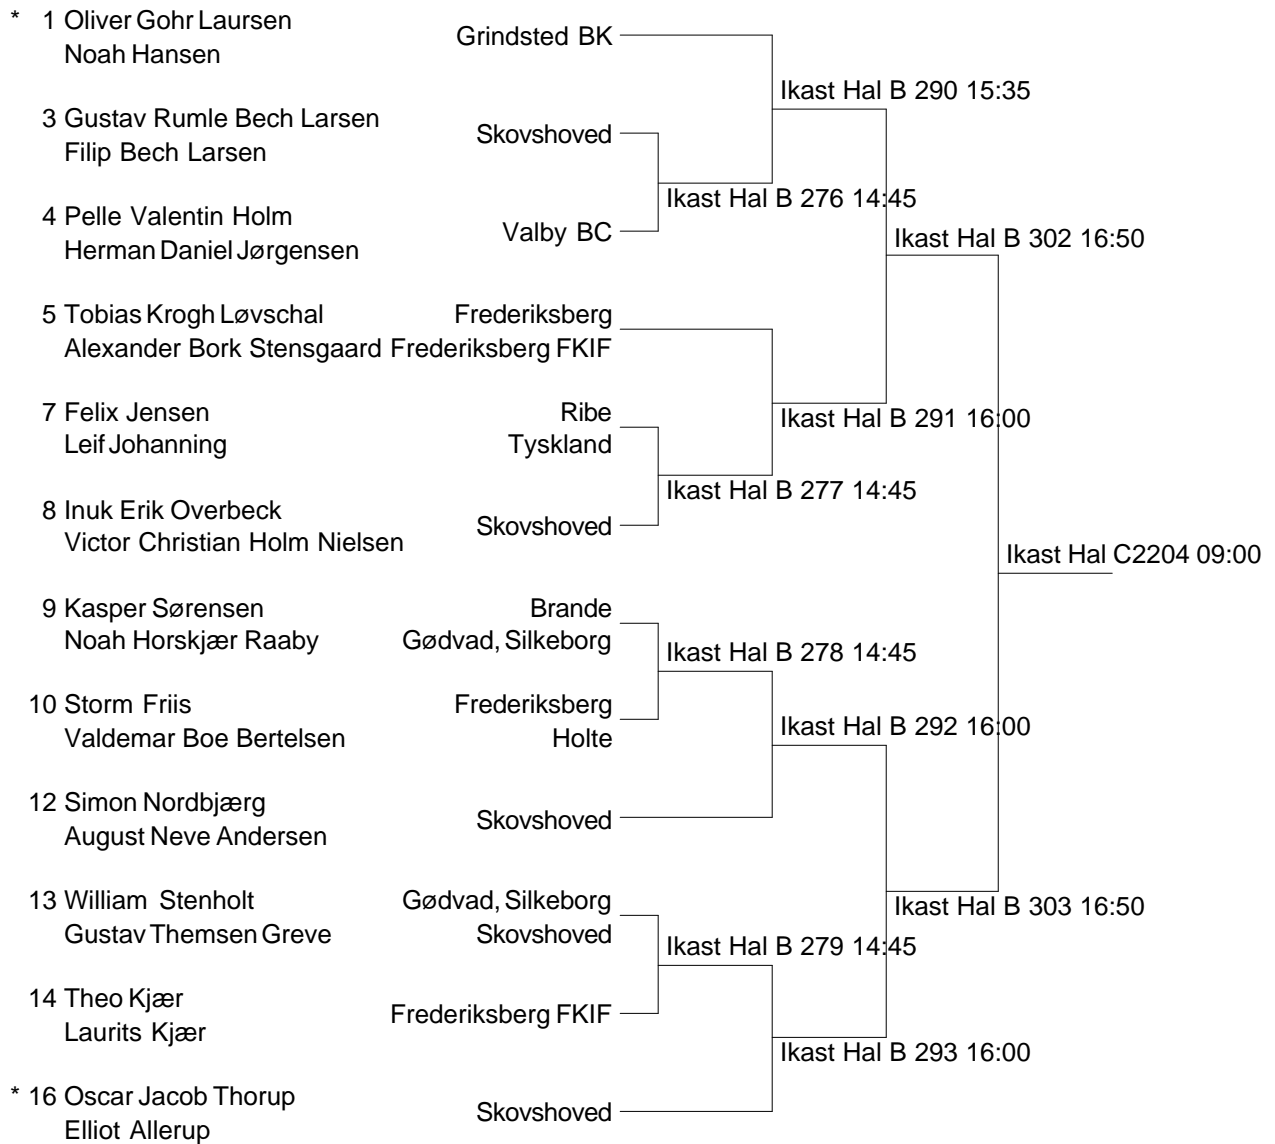 * 1 Oliver Gohr Laursen
Noah Hansen
Grindsted BK
Ikast Hal B 290 15:35
3 Gustav Rumle Bech Larsen
Filip Bech Larsen
Skovshoved
Ikast Hal B 276 14:45
4 Pelle Valentin Holm
Herman Daniel Jørgensen
Valby BC
Ikast Hal B 302 16:50
5 Tobias Krogh Løvschal Frederiksberg
Alexander Bork Stensgaard Frederiksberg FKIF
7 Felix Jensen Ribe
Leif Johanning Tyskland
Ikast Hal B 291 16:00
Ikast Hal B 277 14:45
8 Inuk Erik Overbeck
Victor Christian Holm Nielsen
Skovshoved
Ikast Hal C2204 09:00
9 Kasper Sørensen Brande
Noah Horskjær Raaby Gødvad, Silkeborg
Ikast Hal B 278 14:45
10 Storm Friis Frederiksberg
Valdemar Boe Bertelsen Holte
Ikast Hal B 292 16:00
12 Simon Nordbjærg
August Neve Andersen
Skovshoved
13 William Stenholt Gødvad, Silkeborg
Gustav Themsen Greve Skovshoved
Ikast Hal B 303 16:50
Ikast Hal B 279 14:45
14 Theo Kjær
Laurits Kjær
Frederiksberg FKIF
Ikast Hal B 293 16:00
* 16 Oscar Jacob Thorup
Elliot Allerup
Skovshoved